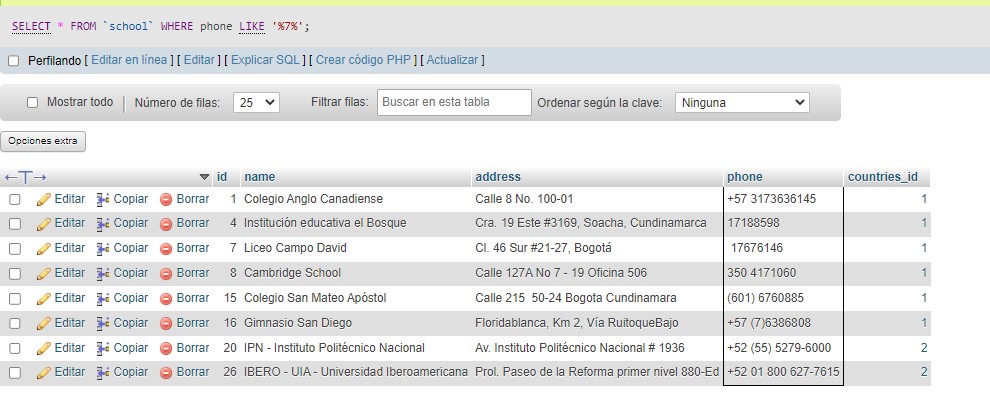 SELECT * FROM `school` WHERE phone LIKE '%7%';
Perfilando [ Editar en línea ] [ Editar ] [ Explicar SQL ] [ Crear código PHP ] [ Actualizar ]
Mostrar todo | Número de filas: 25 Filtrar filas: Buscar en esta tabla Ordenar según la clave: Ninguna
Opciones extra
←T→ id name address phone countries_id
Editar Copiar Borrar 1 Colegio Anglo Canadiense Calle 8 No. 100-01 +57 3173636145 1
Editar Copiar Borrar 4 Institución educativa el Bosque Cra. 19 Este #3169, Soacha, Cundinamarca 17188598 1
Editar Copiar Borrar 7 Liceo Campo David Cl. 46 Sur #21-27, Bogotá 17676146 1
Editar Copiar Borrar 8 Cambridge School Calle 127A No 7 - 19 Oficina 506 350 4171060 1
Editar Copiar Borrar 15 Colegio San Mateo Apóstol Calle 215 50-24 Bogota Cundinamara (601) 6760885 1
Editar Copiar Borrar 16 Gimnasio San Diego Floridablanca, Km 2, Vía RuitoqueBajo +57 (7)6386808 1
Editar Copiar Borrar 20 IPN - Instituto Politécnico Nacional Av. Instituto Politécnico Nacional # 1936 +52 (55) 5279-6000 2
Editar Copiar Borrar 26 IBERO - UIA - Universidad Iberoamericana Prol. Paseo de la Reforma primer nivel 880-Ed +52 01 800 627-7615 2